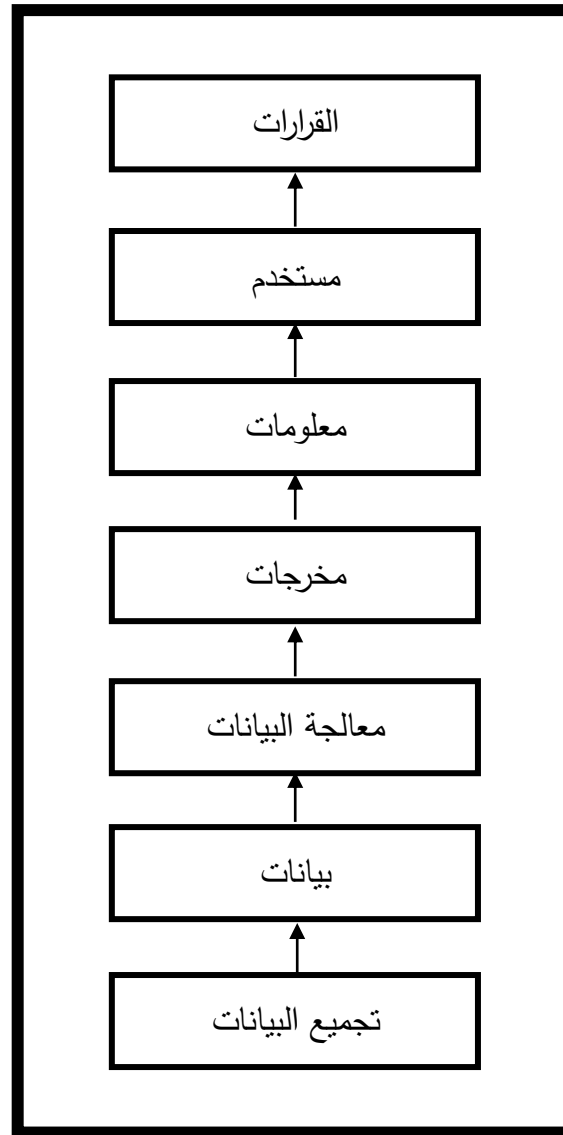 القرارات
مستخدم
معلومات
مخرجات
معالجة البيانات
بيانات
تجميع البيانات